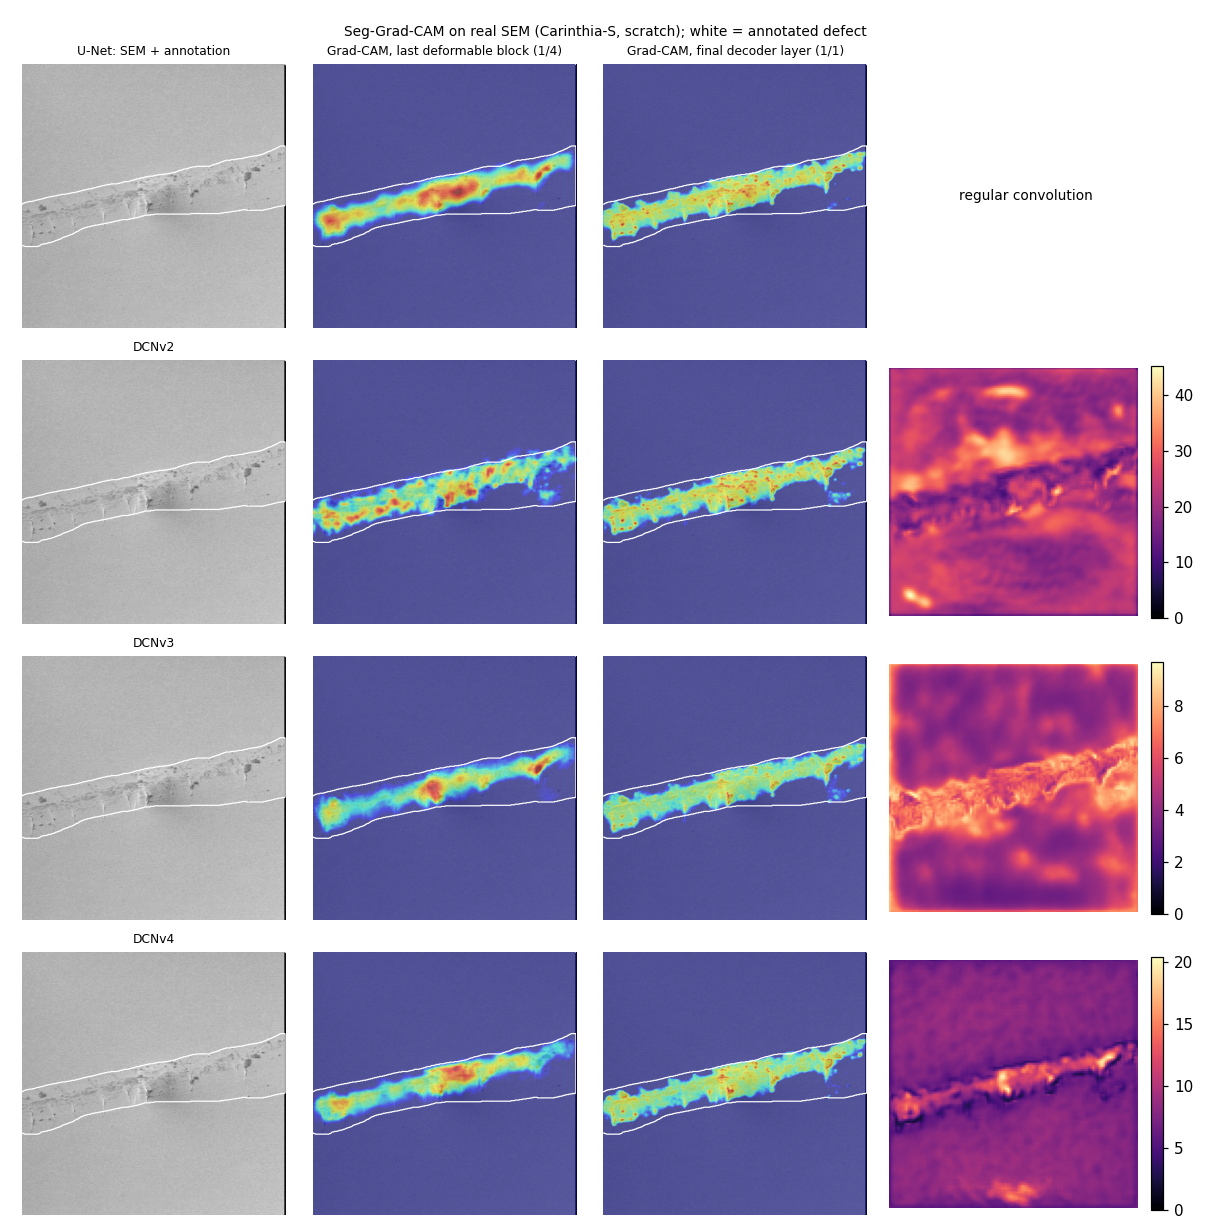 Seg-Grad-CAM on real SEM (Carinthia-S, scratch); white = annotated defect
U-Net: SEM + annotation
Grad-CAM, last deformable block (1/4)
Grad-CAM, final decoder layer (1/1)
regular convolution
DCNv2
40
30
20
10
0
DCNv3
8
6
4
2
0
DCNv4
20
15
10
5
0